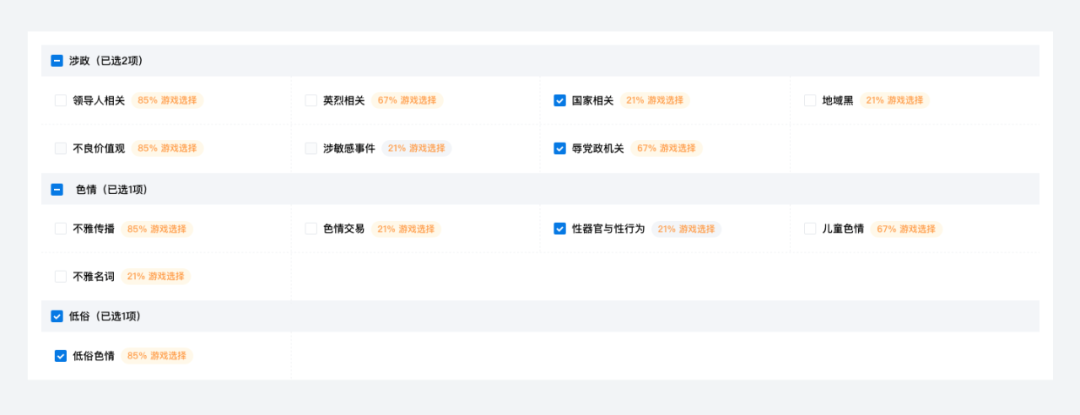 涉政（已选2项）
领导人相关 85% 游戏选择 英烈相关 67% 游戏选择 国家相关 21% 游戏选择 地域黑 21% 游戏选择
不良价值观 85% 游戏选择 涉敏感事件 21% 游戏选择 辱党政机关 67% 游戏选择
色情（已选1项）
不雅传播 85% 游戏选择 色情交易 21% 游戏选择 性器官与性行为 21% 游戏选择 儿童色情 67% 游戏选择
不雅名词 21% 游戏选择
低俗（已选1项）
低俗色情 85% 游戏选择